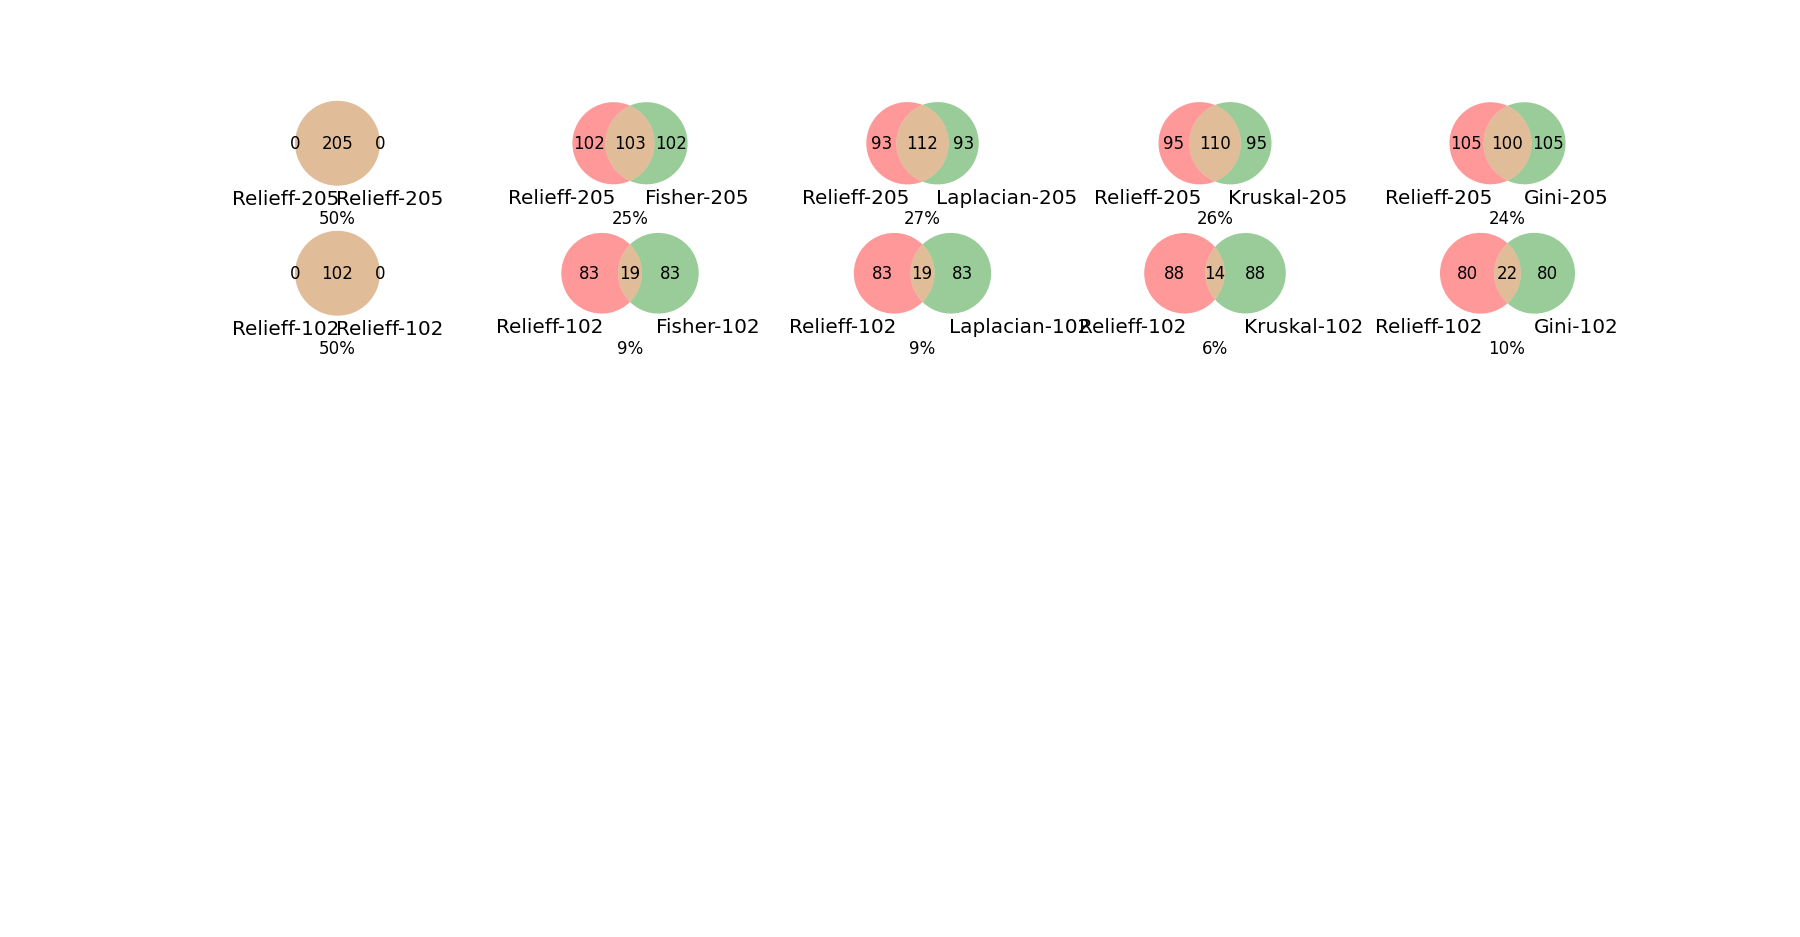 0 205 0 102 103 102 93 112 93 95 110 95 105 100 105
Relieff-205 Relieff-205 Relieff-205 Fisher-205 Relieff-205 Laplacian-205 Relieff-205 Kruskal-205 Relieff-205 Gini-205
50% 25% 27% 26% 24%
0 102 0 83 19 83 83 19 83 88 14 88 80 22 80
Relieff-102 Relieff-102 Relieff-102 Fisher-102 Relieff-102 Laplacian-102 Relieff-102 Kruskal-102 Relieff-102 Gini-102
50% 9% 9% 6% 10%